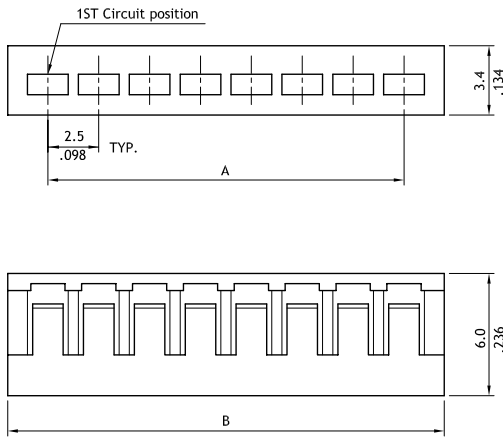 1ST Circuit position
3.4
.134
2.5
.098
TYP.
A
6.0
.236
B